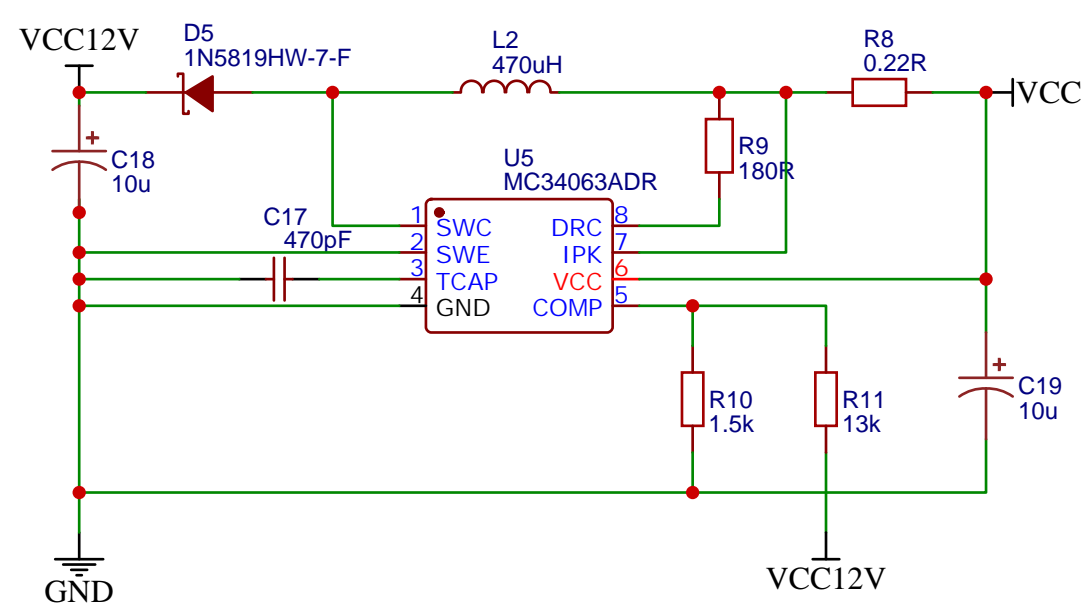 VCC12V
D5
1N5819HW-7-F
L2
470uH
R8
0.22R
VCC
+
C18
10u
R9
180R
U5
MC34063ADR
C17
470pF
1 SWC DRC 8
2 SWE IPK 7
3 TCAP VCC 6
4 GND COMP 5
R10
1.5k
R11
13k
+
C19
10u
GND
VCC12V